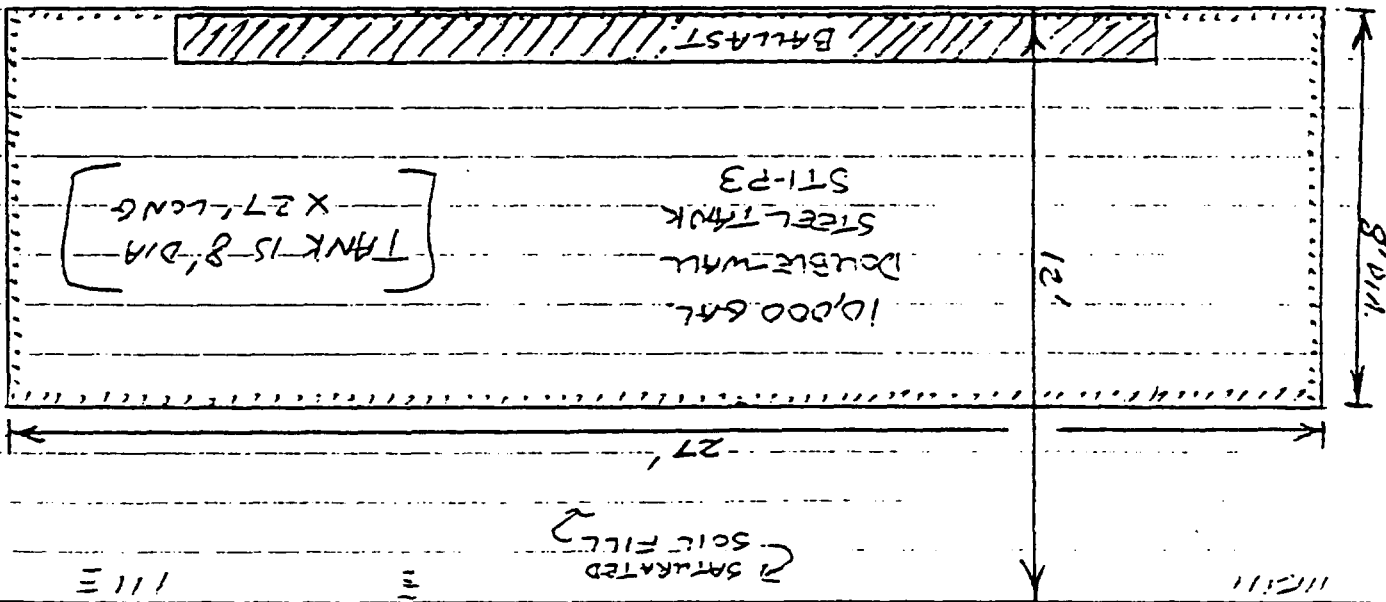 SATURATED
SOIL FILL
27'
8' DIA.
12'
10,000 GAL
DOUBLE-WALL
STEEL TANK
STI-P3
TANK IS 8' DIA
X 27' LONG
BALLAST